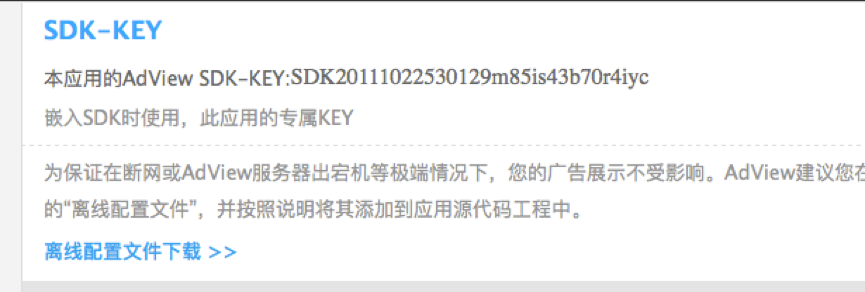 SDK-KEY
本应用的AdView SDK-KEY:SDK20111022530129m85is43b70r4iyc
嵌入SDK时使用，此应用的专属KEY
为保证在断网或AdView服务器出宕机等极端情况下，您的广告展示不受影响。AdView建议您在
的“离线配置文件”，并按照说明将其添加到应用源代码工程中。
离线配置文件下载 >>